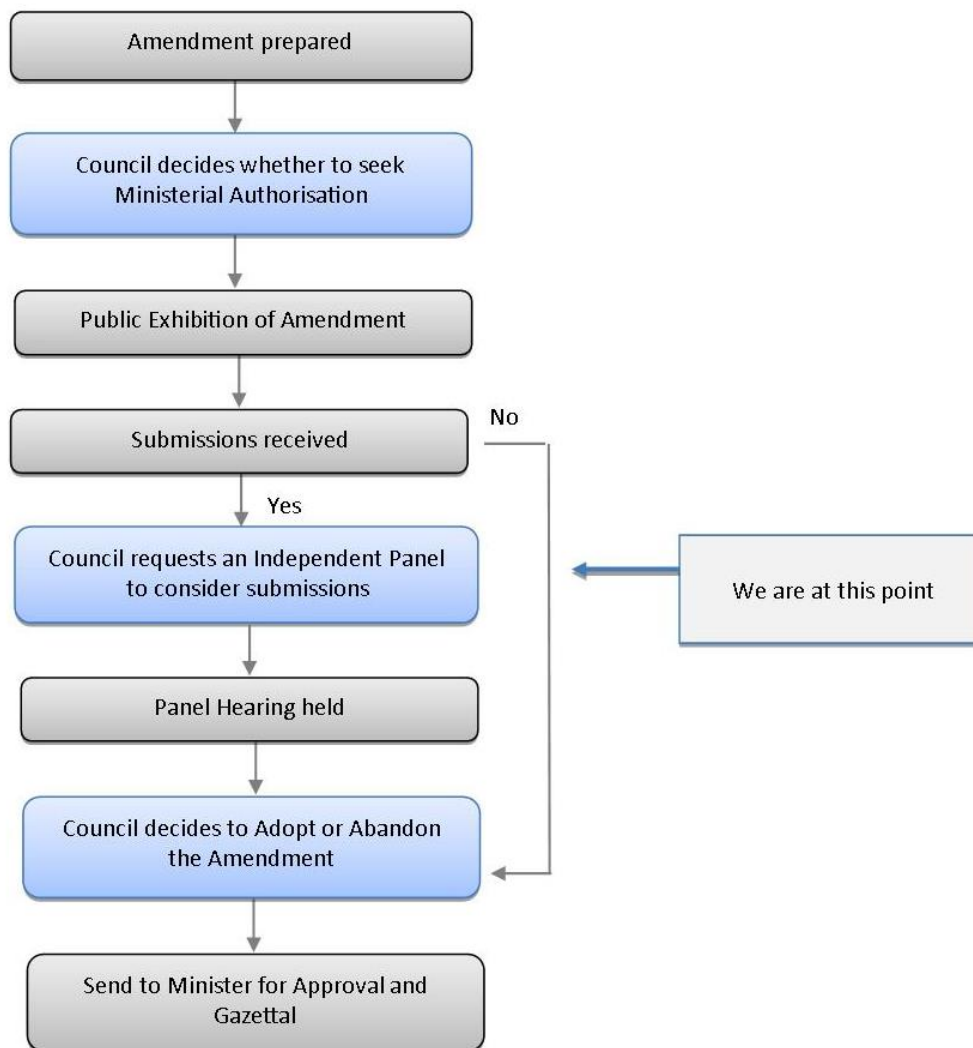 Amendment prepared
Council decides whether to seek
Ministerial Authorisation
Public Exhibition of Amendment
Submissions received
No
Yes
Council requests an Independent Panel
to consider submissions
We are at this point
Panel Hearing held
Council decides to Adopt or Abandon
the Amendment
Send to Minister for Approval and
Gazettal